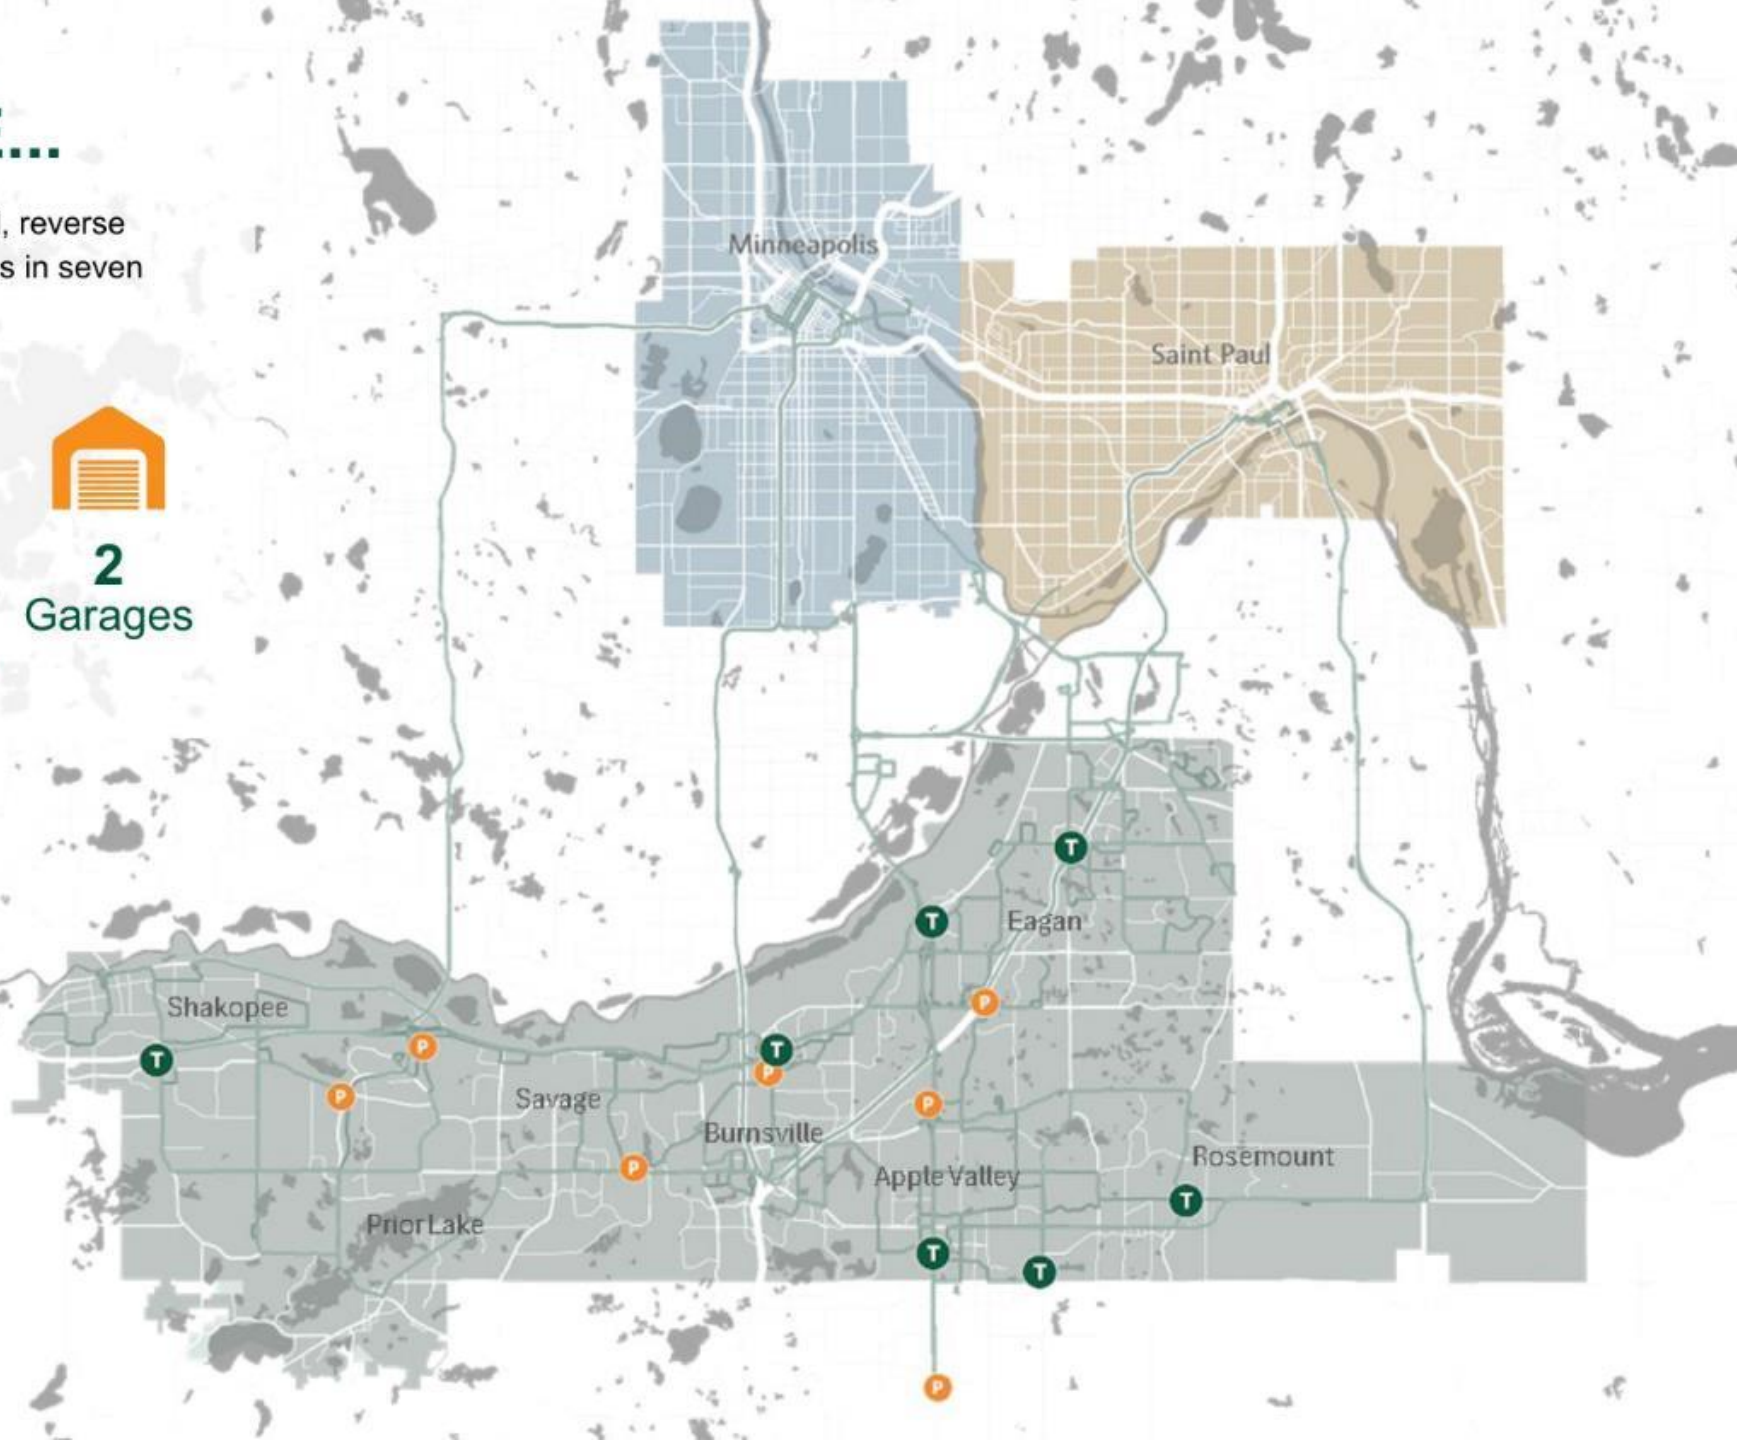 ...
, reverse
s in seven
2
Garages
Minneapolis
Saint Paul
Eagan
Shakopee
Savage
Burnsville
Apple Valley
Rosemount
Prior Lake
T
T
T
T
T
T
T
P
P
P
P
P
P
P